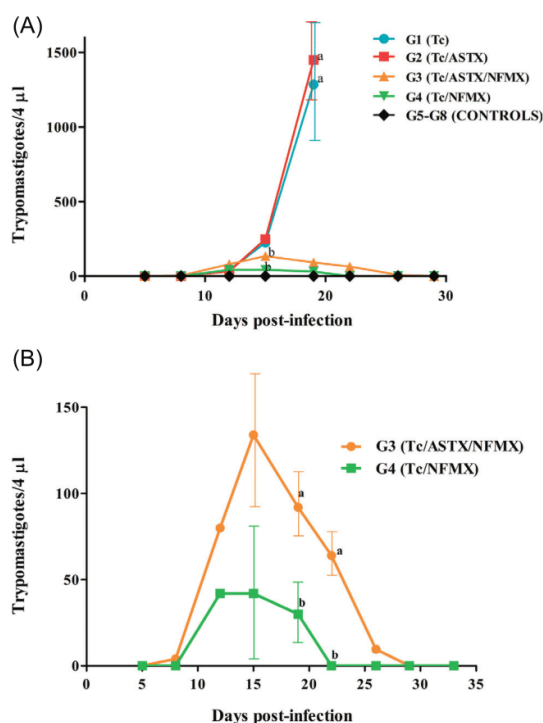 (A)
1500
1000
500
0
Trypomastigotes/4 µl
G1 (Tc)
G2 (Tc/ASTX)
G3 (Tc/ASTX/NFMX)
G4 (Tc/NFMX)
G5-G8 (CONTROLS)
a
a
b
b
0 10 20 30
Days post-infection
(B)
150
100
50
0
Trypomastigotes/4 µl
G3 (Tc/ASTX/NFMX)
G4 (Tc/NFMX)
a
a
b
b
0 5 10 15 20 25 30 35
Days post-infection